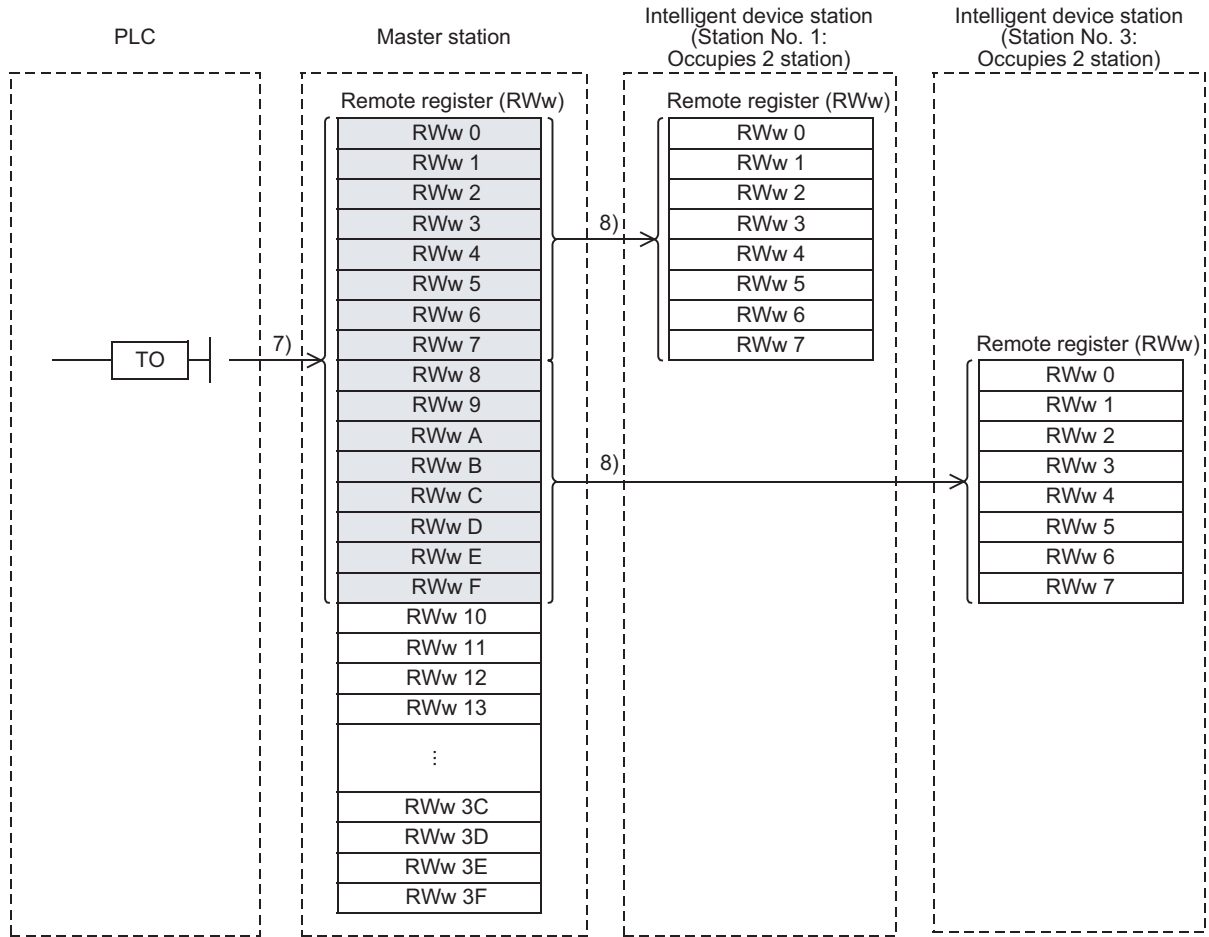 PLC
Master station
Intelligent device station
(Station No. 1:
Occupies 2 station)
Intelligent device station
(Station No. 3:
Occupies 2 station)
TO
7)
Remote register (RWw)
RWw 0
RWw 1
RWw 2
RWw 3
RWw 4
RWw 5
RWw 6
RWw 7
RWw 8
RWw 9
RWw A
RWw B
RWw C
RWw D
RWw E
RWw F
RWw 10
RWw 11
RWw 12
RWw 13
⋮
RWw 3C
RWw 3D
RWw 3E
RWw 3F
8)
8)
Remote register (RWw)
RWw 0
RWw 1
RWw 2
RWw 3
RWw 4
RWw 5
RWw 6
RWw 7
Remote register (RWw)
RWw 0
RWw 1
RWw 2
RWw 3
RWw 4
RWw 5
RWw 6
RWw 7